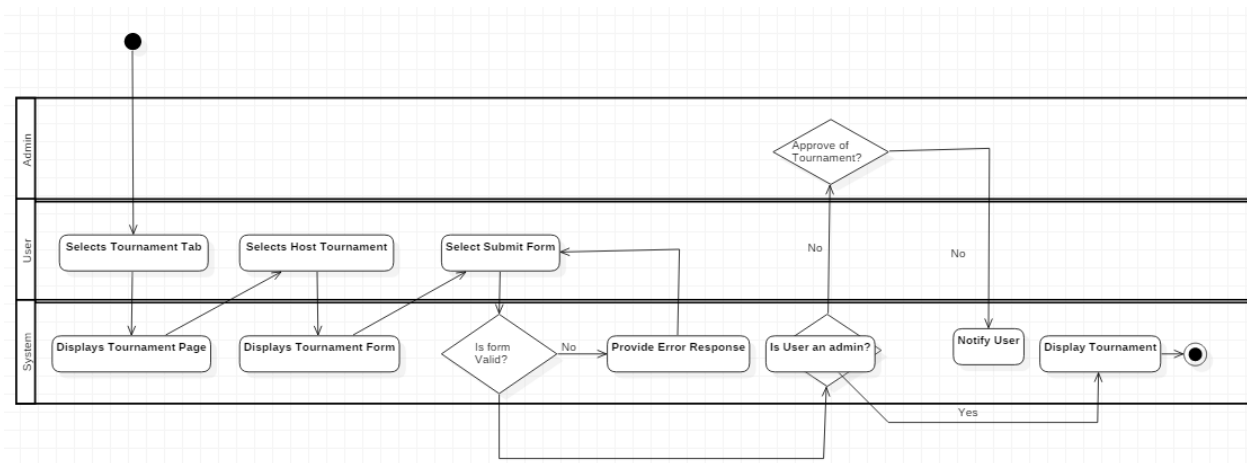 Admin
Approve of
Tournament?
User
Selects Tournament Tab
Selects Host Tournament
Select Submit Form
No
No
System
Displays Tournament Page
Displays Tournament Form
Is form
Valid?
No
Provide Error Response
Is User an admin?
Notify User
Display Tournament
Yes